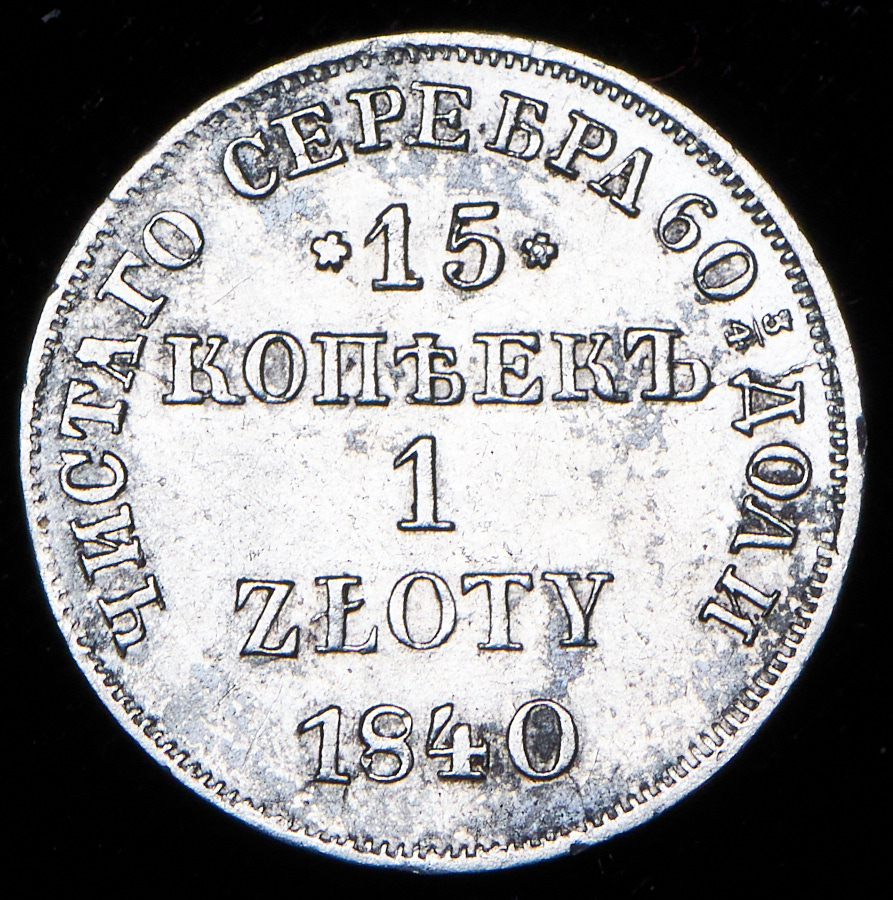 ЧИСТАГО СЕРЕБРА 60 3/4 ДОЛИ
15
КОПѢЕКЪ
1
ZŁOTY
1840